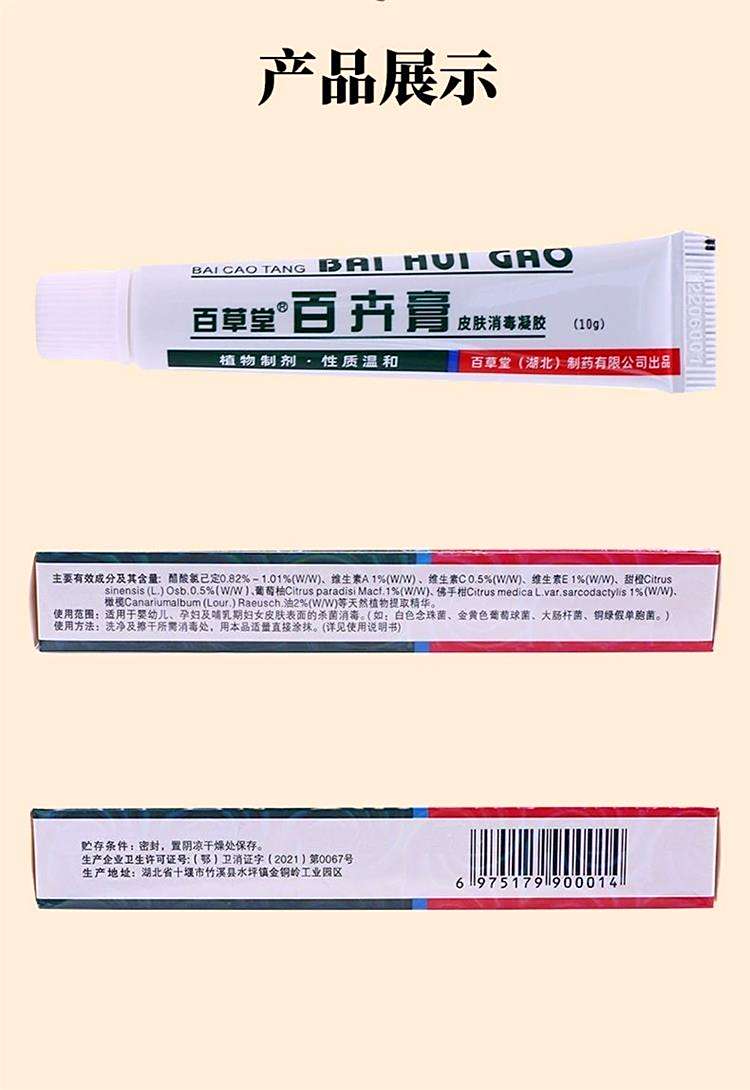 产品展示
BAI CAO TANG BAI HUI GAO
百草堂®百卉膏 皮肤消毒凝胶 (10g)
植物制剂·性质温和 百草堂(湖北)制药有限公司出品
主要有效成分及其含量: 醋酸氯己定0.82%－1.01%(W/W)、维生素A 1%(W/W)、维生素C 0.5%(W/W)、维生素E 1%(W/W)、甜橙Citrus
sinensis (L.) Osb. 0.5%(W/W)、葡萄柚Citrus paradisi Macf. 1%(W/W)、佛手柑Citrus medica L.var.sarcodactylis 1%(W/W)、
橄榄Canariumalbum (Lour.) Raeusch.油2%(W/W)等天然植物提取精华。
使用范围: 适用于婴幼儿、孕妇及哺乳期妇女皮肤表面的杀菌消毒。(如: 白色念珠菌、金黄色葡萄球菌、大肠杆菌、铜绿假单胞菌。)
使用方法: 洗净及擦干所需消毒处, 用本品适量直接涂抹。(详见使用说明书)
贮存条件: 密封, 置阴凉干燥处保存。
生产企业卫生许可证号: (鄂)卫消证字(2021)第0067号
生产地址: 湖北省十堰市竹溪县水坪镇金铜岭工业园区
6 975179 900014